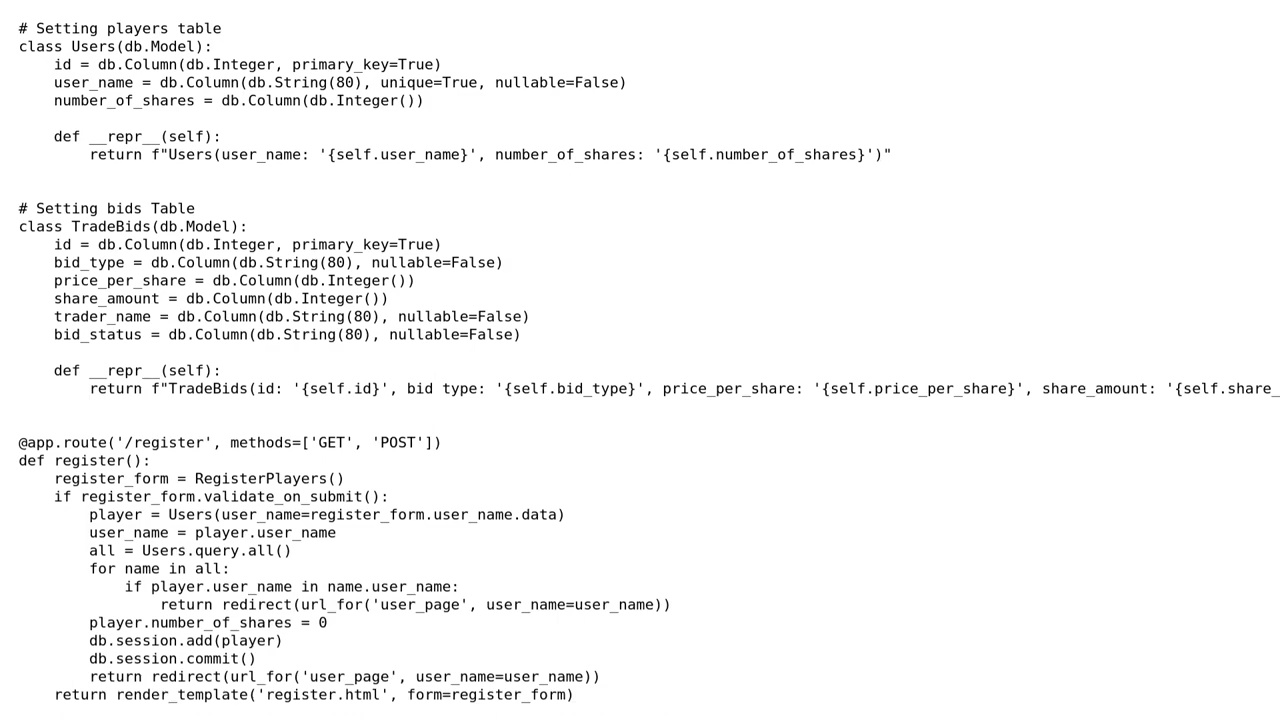 # Setting players table
class Users(db.Model):
    id = db.Column(db.Integer, primary_key=True)
    user_name = db.Column(db.String(80), unique=True, nullable=False)
    number_of_shares = db.Column(db.Integer())

    def __repr__(self):
        return f"Users(user_name: '{self.user_name}', number_of_shares: '{self.number_of_shares}')"


# Setting bids Table
class TradeBids(db.Model):
    id = db.Column(db.Integer, primary_key=True)
    bid_type = db.Column(db.String(80), nullable=False)
    price_per_share = db.Column(db.Integer())
    share_amount = db.Column(db.Integer())
    trader_name = db.Column(db.String(80), nullable=False)
    bid_status = db.Column(db.String(80), nullable=False)

    def __repr__(self):
        return f"TradeBids(id: '{self.id}', bid type: '{self.bid_type}', price_per_share: '{self.price_per_share}', share_amount: '{self.share_


@app.route('/register', methods=['GET', 'POST'])
def register():
    register_form = RegisterPlayers()
    if register_form.validate_on_submit():
        player = Users(user_name=register_form.user_name.data)
        user_name = player.user_name
        all = Users.query.all()
        for name in all:
            if player.user_name in name.user_name:
                return redirect(url_for('user_page', user_name=user_name))
        player.number_of_shares = 0
        db.session.add(player)
        db.session.commit()
        return redirect(url_for('user_page', user_name=user_name))
    return render_template('register.html', form=register_form)